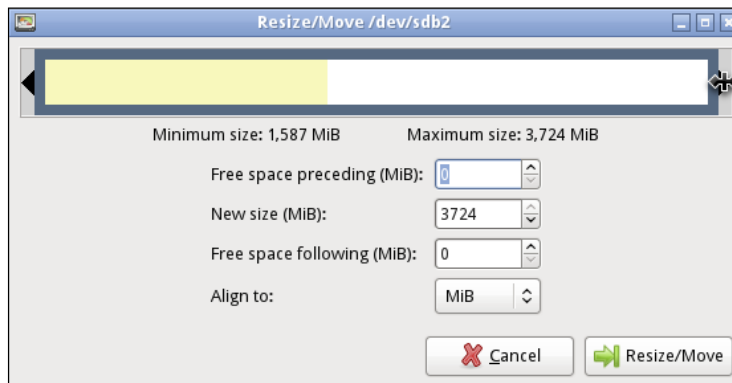 Resize/Move /dev/sdb2
Minimum size: 1,587 MiB Maximum size: 3,724 MiB
Free space preceding (MiB): 0
New size (MiB): 3724
Free space following (MiB): 0
Align to: MiB
Cancel Resize/Move